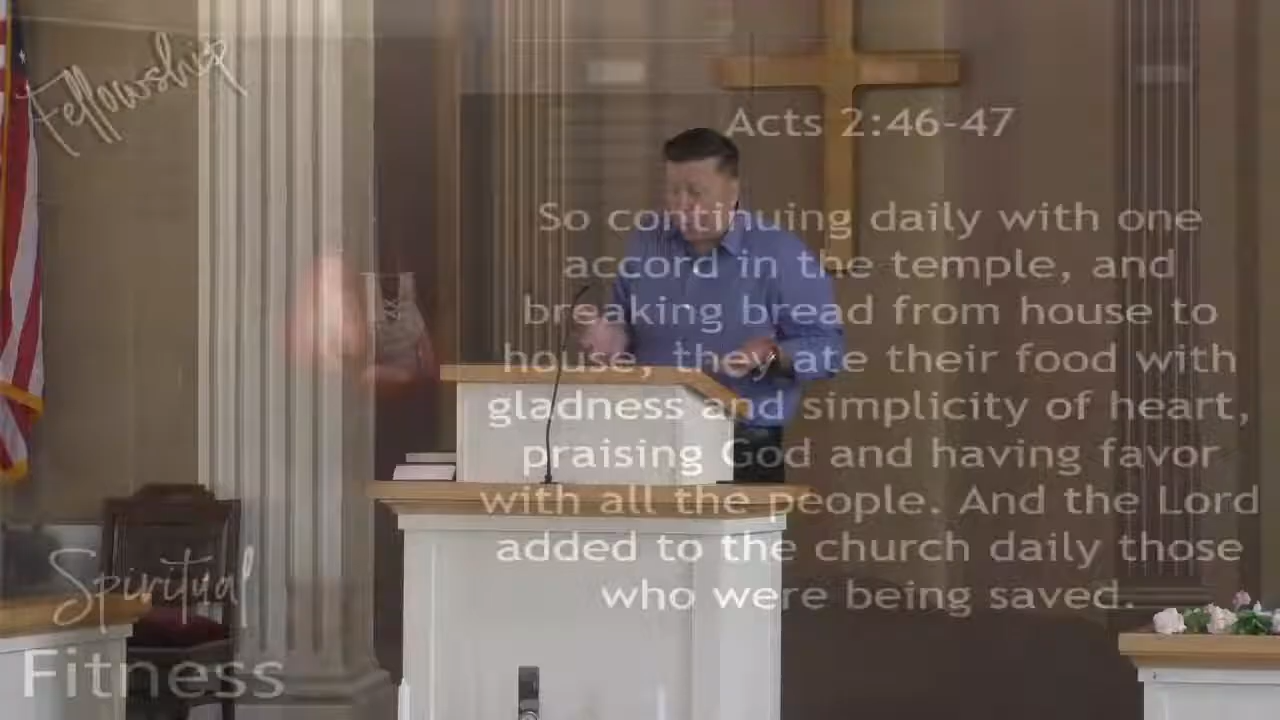 Fellowship
Acts 2:46-47
So continuing daily with one
accord in the temple, and
breaking bread from house to
house, they ate their food with
gladness and simplicity of heart,
praising God and having favor
with all the people. And the Lord
added to the church daily those
who were being saved.
Spiritual
Fitness